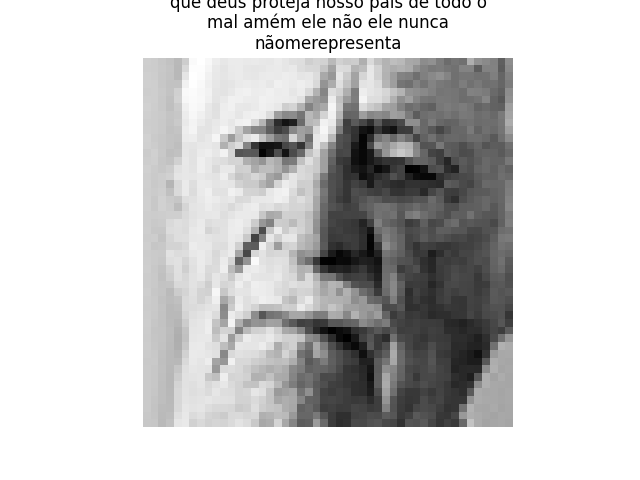 que deus proteja nosso país de todo o
mal amém ele não ele nunca
nãomerepresenta